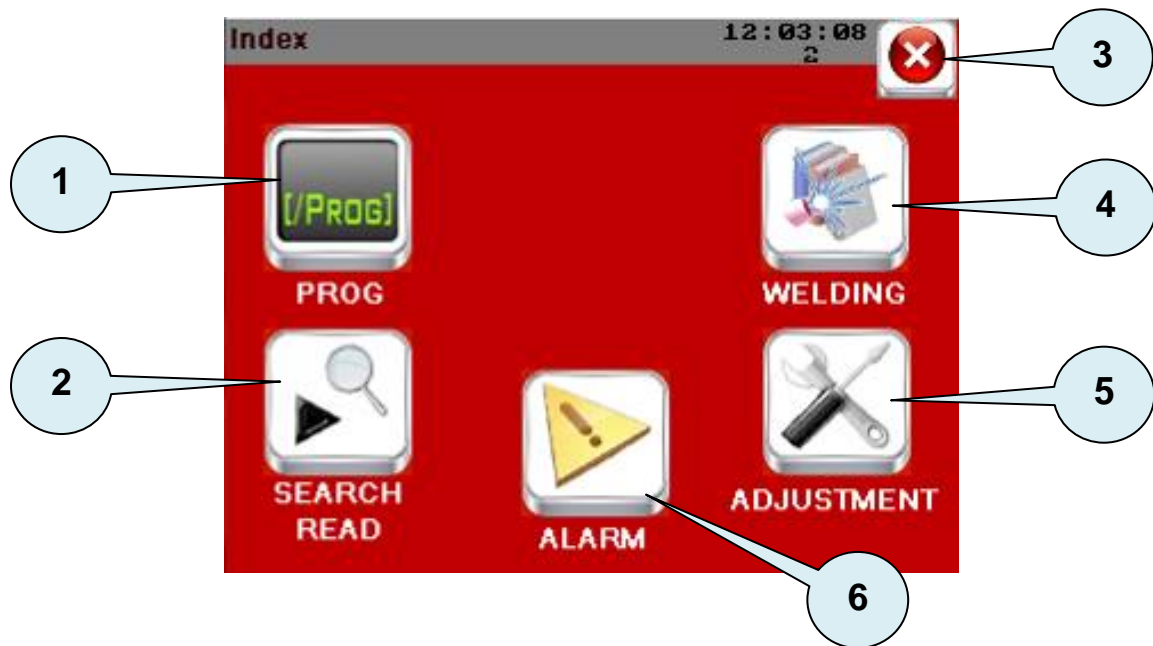 Index
12:03:08
2
3
1
[/PROG]
PROG
4
WELDING
2
SEARCH
READ
5
ADJUSTMENT
ALARM
6